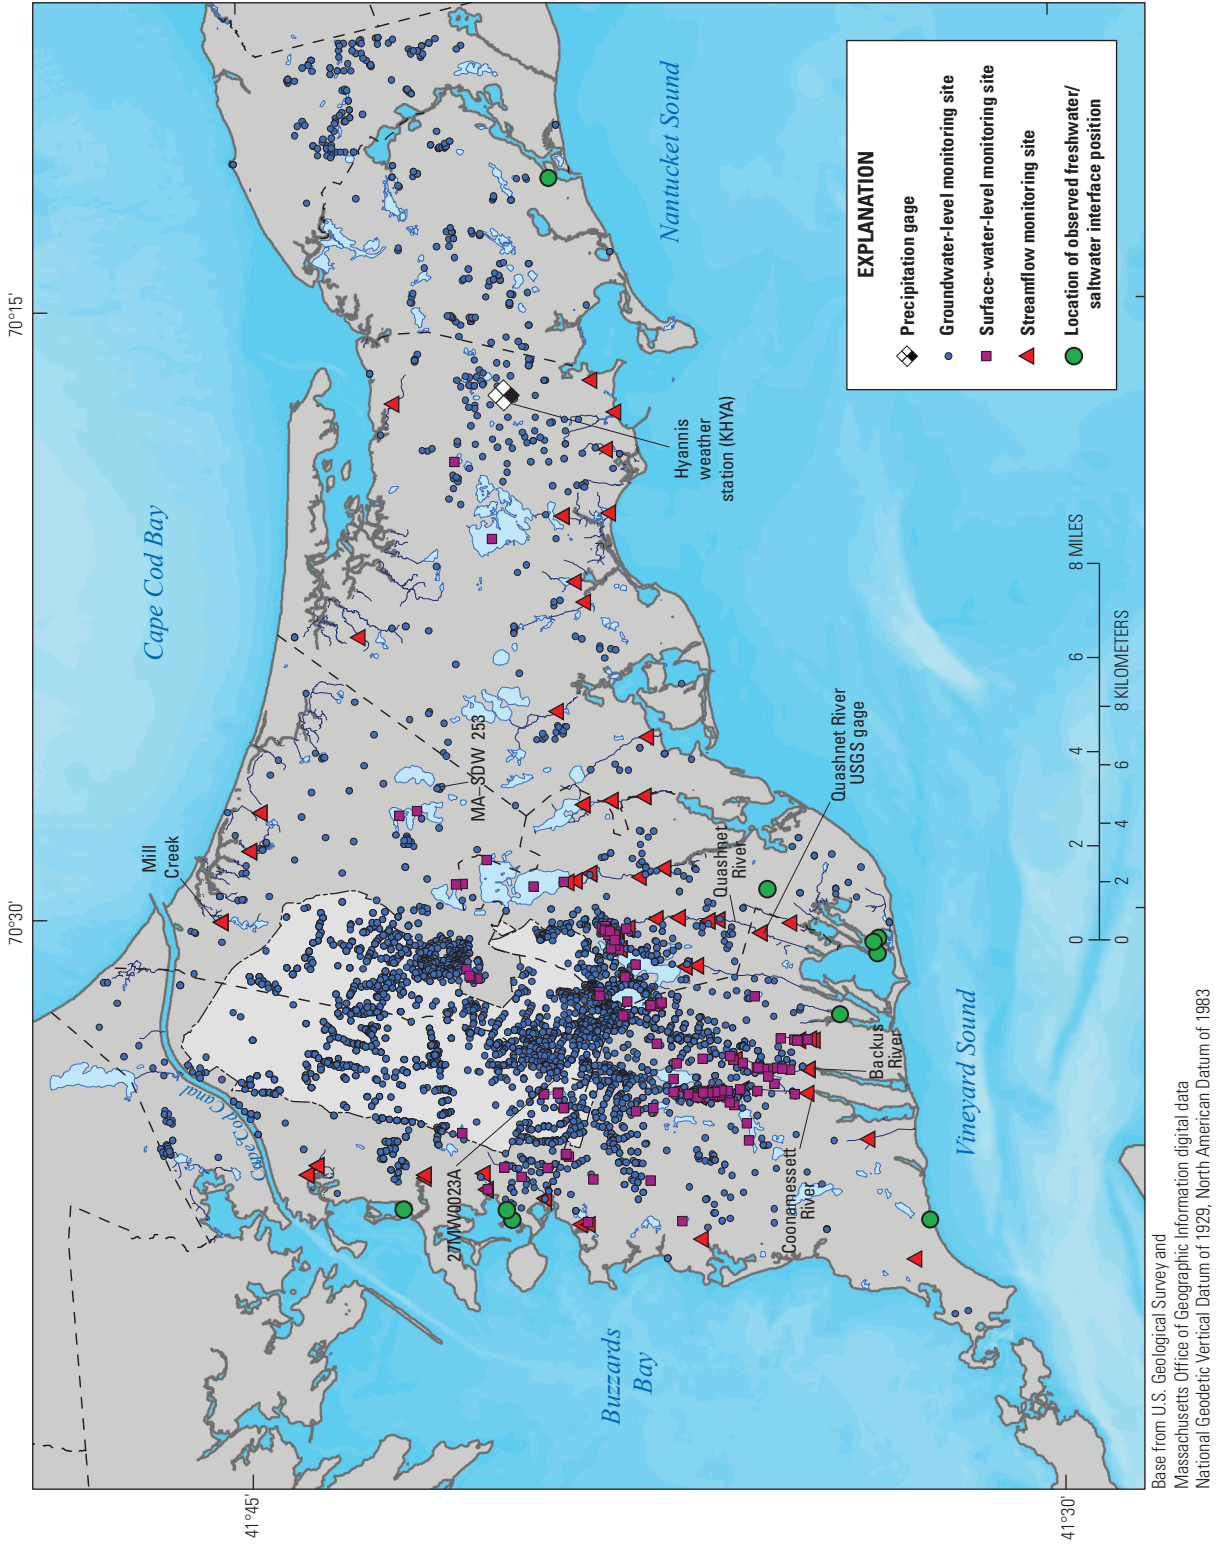 70°30'
70°15'
41°45'
41°30'
Cape Cod Bay
Nantucket Sound
Mill
Creek
Cape Cod Canal
MA–SDW 253
Hyannis
weather
station (KHYA)
Quashnet River
USGS gage
Quashnet
River
27MW0023A
Backus
River
Coonamessett
River
Buzzards
Bay
Vineyard Sound
EXPLANATION
Precipitation gage
Groundwater-level monitoring site
Surface-water-level monitoring site
Streamflow monitoring site
Location of observed freshwater/
saltwater interface position
0 2 4 6 8 MILES
0 2 4 6 8 KILOMETERS
Base from U.S. Geological Survey and
Massachusetts Office of Geographic Information digital data
National Geodetic Vertical Datum of 1929, North American Datum of 1983